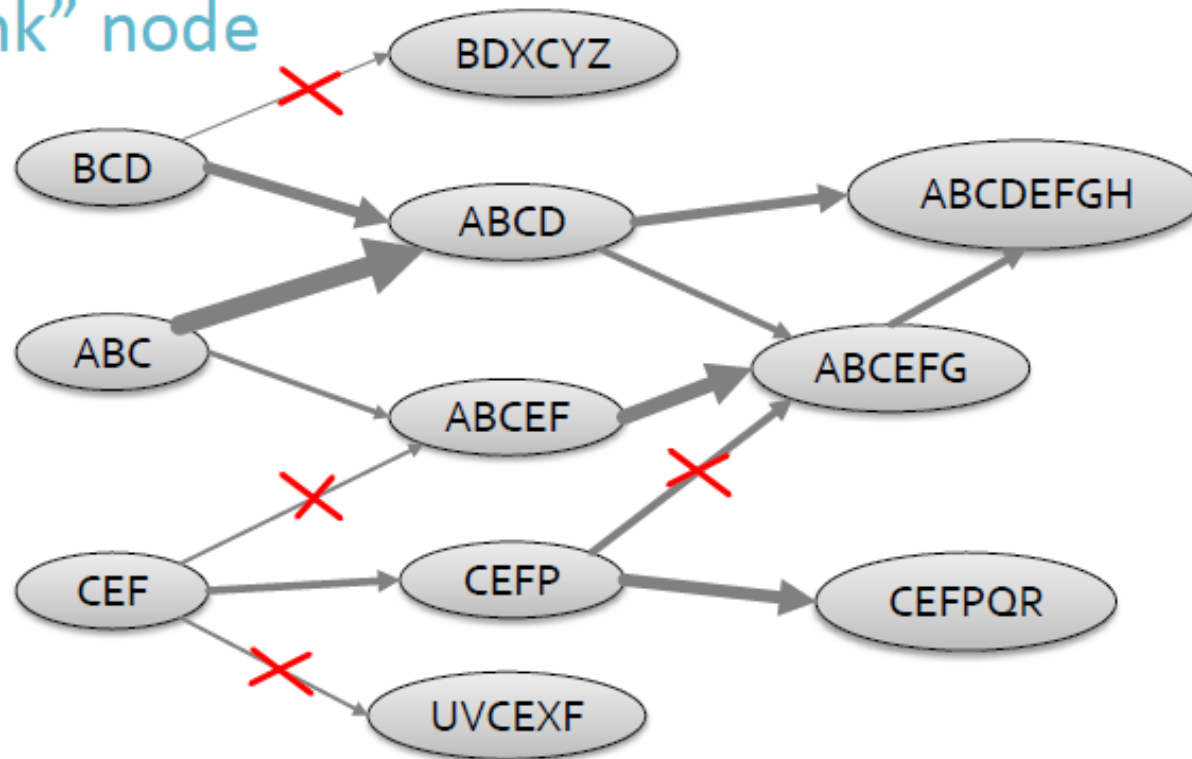 nk” node
BDXCYZ
BCD
ABCD
ABCDEFGH
ABC
ABCEFG
ABCEF
CEF
CEFP
CEFPQR
UVCEXF